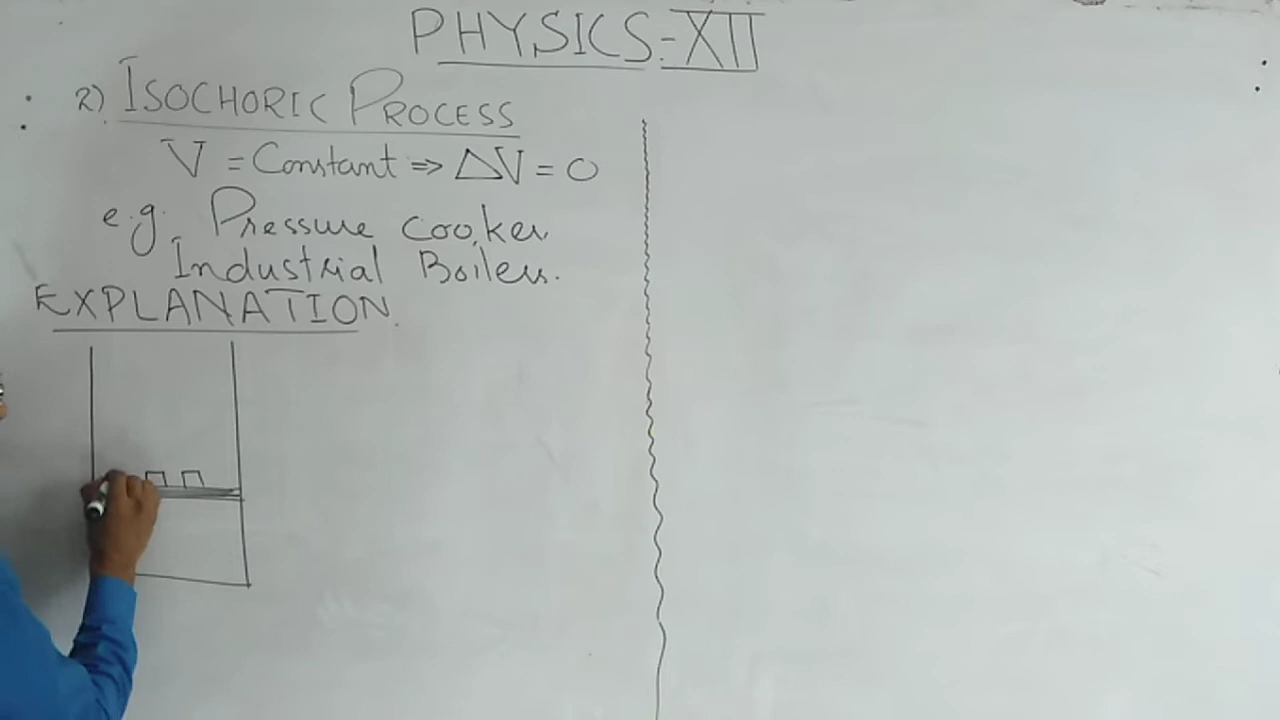 PHYSICS-XII
2) ISOCHORIC PROCESS
V = Constant ⇒ ΔV = 0
e.g. Pressure Cooker
Industrial Boilers.
EXPLANATION.